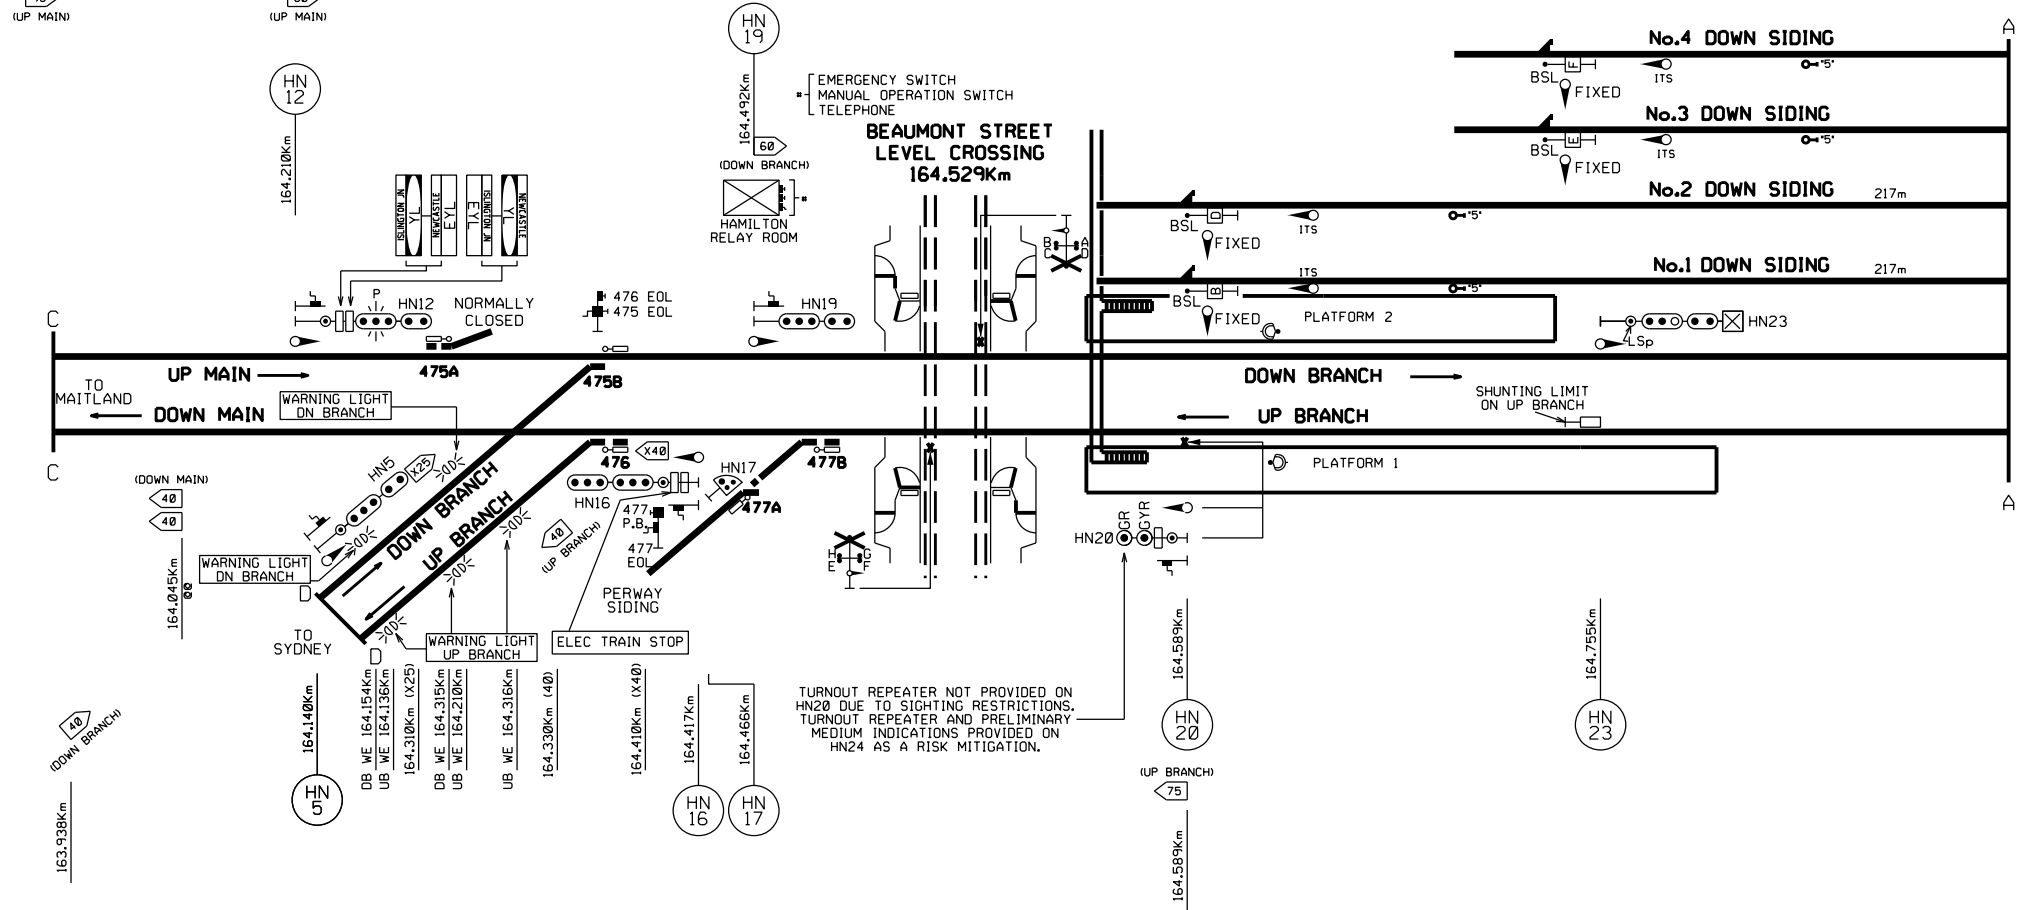 (UP MAIN)
(UP MAIN)
HN
12
164.210Km
HN
19
164.492Km
60
(DOWN BRANCH)
HAMILTON
RELAY ROOM
#
EMERGENCY SWITCH
MANUAL OPERATION SWITCH
TELEPHONE
#
BEAUMONT STREET
LEVEL CROSSING
164.529Km
No.4 DOWN SIDING
BSL
F
FIXED
ITS
"5"
No.3 DOWN SIDING
BSL
E
FIXED
ITS
"5"
No.2 DOWN SIDING
217m
BSL
D
FIXED
ITS
"5"
No.1 DOWN SIDING
217m
BSL
B
FIXED
ITS
"5"
A
A
ISLINGTON JN
YL
NEWCASTLE
EYL
EYL
ISLINGTON JN
YL
NEWCASTLE
P
HN12
NORMALLY
CLOSED
475A
476 EOL
475 EOL
475B
HN19
B A
C D
PLATFORM 2
HN23
LSp
C
C
UP MAIN
TO
MAITLAND
DOWN MAIN
WARNING LIGHT
DN BRANCH
DOWN BRANCH
UP BRANCH
SHUNTING LIMIT
ON UP BRANCH
PLATFORM 1
(DOWN MAIN)
40
40
164.045Km
HN5
X25
DOWN BRANCH
UP BRANCH
WARNING LIGHT
DN BRANCH
D
D
TO
SYDNEY
476
X40
HN16
40
(UP BRANCH)
HN17
477
P.B.
477
EOL
477A
477B
PERWAY
SIDING
WARNING LIGHT
UP BRANCH
ELEC TRAIN STOP
H G
E F
HN20
GR
GYR
TURNOUT REPEATER NOT PROVIDED ON
HN20 DUE TO SIGHTING RESTRICTIONS.
TURNOUT REPEATER AND PRELIMINARY
MEDIUM INDICATIONS PROVIDED ON
HN24 AS A RISK MITIGATION.
40
(DOWN BRANCH)
163.938Km
164.140Km
HN
5
DB WE 164.154Km
UB WE 164.136Km
164.310Km (X25)
DB WE 164.315Km
UB WE 164.210Km
UB WE 164.316Km
164.330Km (40)
164.410Km (X40)
164.417Km
HN
16
164.466Km
HN
17
164.589Km
HN
20
(UP BRANCH)
75
164.589Km
164.755Km
HN
23